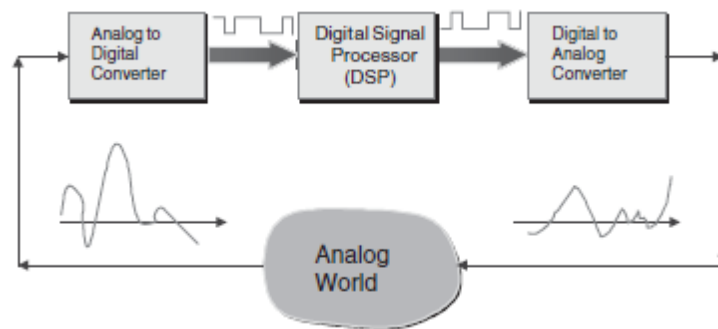 Analog to
Digital
Converter
Digital Signal
Processor
(DSP)
Digital to
Analog
Converter
Analog
World